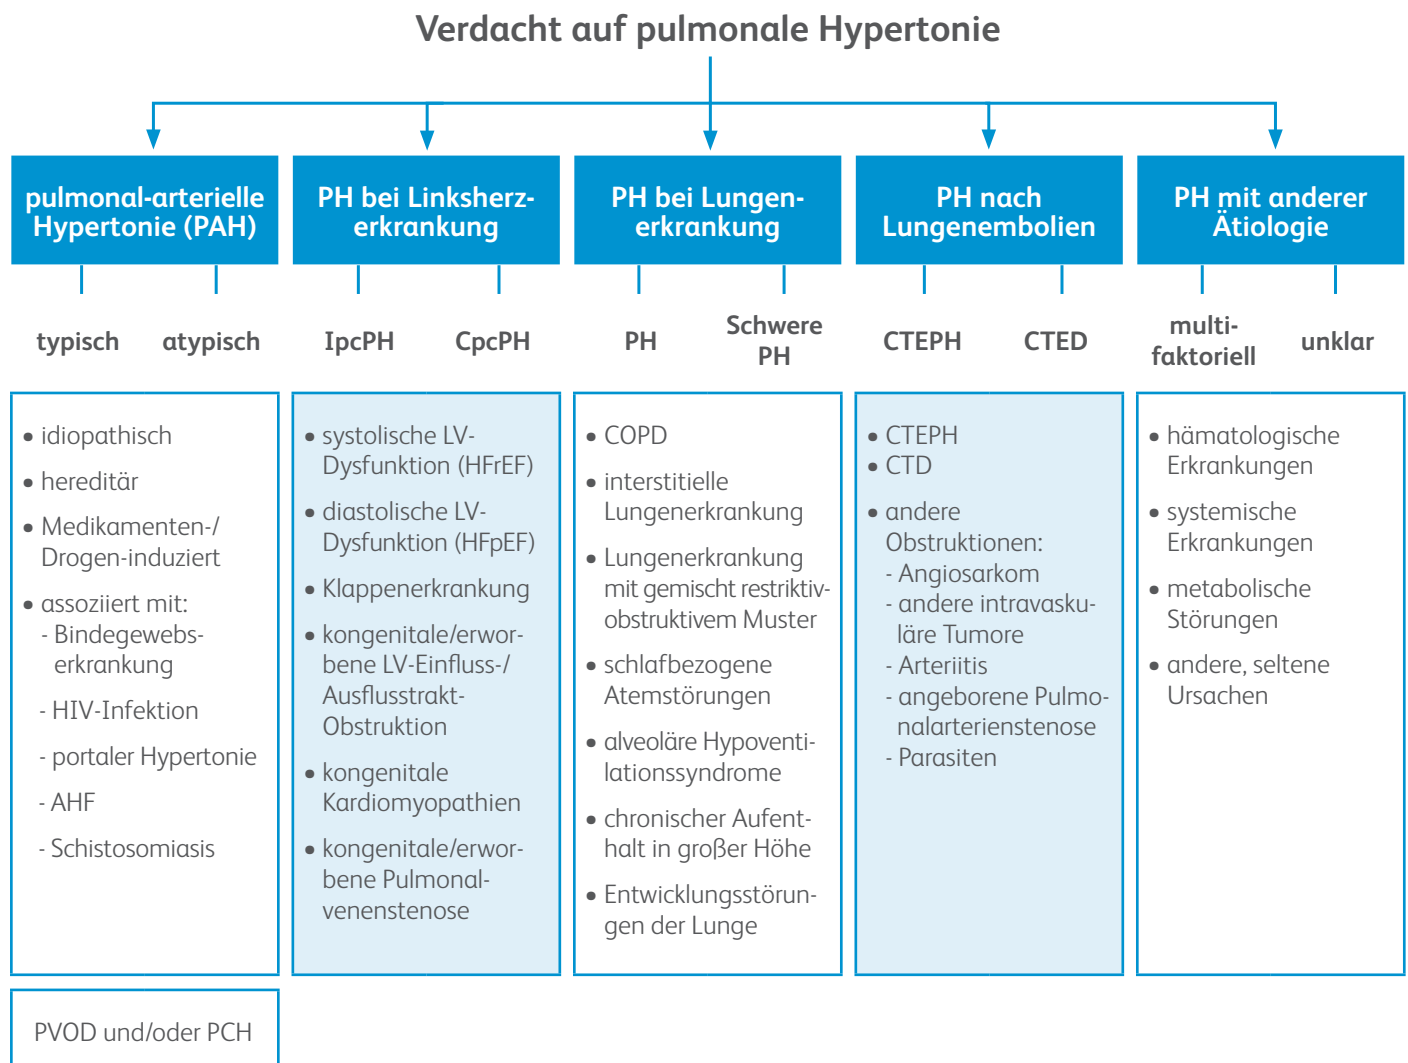 Verdacht auf pulmonale Hypertonie
pulmonal-arterielle
Hypertonie (PAH)
PH bei Linksherz-
erkrankung
PH bei Lungen-
erkrankung
PH nach
Lungenembolien
PH mit anderer
Ätiologie
typisch
atypisch
IpcPH
CpcPH
PH
Schwere
PH
CTEPH
CTED
multi-
faktoriell
unklar
• idiopathisch
• hereditär
• Medikamenten-/
Drogen-induziert
• assoziiert mit:
- Bindegewebs-
erkrankung
- HIV-Infektion
- portaler Hypertonie
- AHF
- Schistosomiasis
• systolische LV-
Dysfunktion (HFrEF)
• diastolische LV-
Dysfunktion (HFpEF)
• Klappenerkrankung
• kongenitale/erwor-
bene LV-Einfluss-/
Ausflusstrakt-
Obstruktion
• kongenitale
Kardiomyopathien
• kongenitale/erwor-
bene Pulmonal-
venenstenose
• COPD
• interstitielle
Lungenerkrankung
• Lungenerkrankung
mit gemischt restriktiv-
obstruktivem Muster
• schlafbezogene
Atemstörungen
• alveoläre Hypoventi-
lationssyndrome
• chronischer Aufent-
halt in großer Höhe
• Entwicklungsstörun-
gen der Lunge
• CTEPH
• CTD
• andere
Obstruktionen:
- Angiosarkom
- andere intravasku-
läre Tumore
- Arteriitis
- angeborene Pulmo-
nalarterienstenose
- Parasiten
• hämatologische
Erkrankungen
• systemische
Erkrankungen
• metabolische
Störungen
• andere, seltene
Ursachen
PVOD und/oder PCH